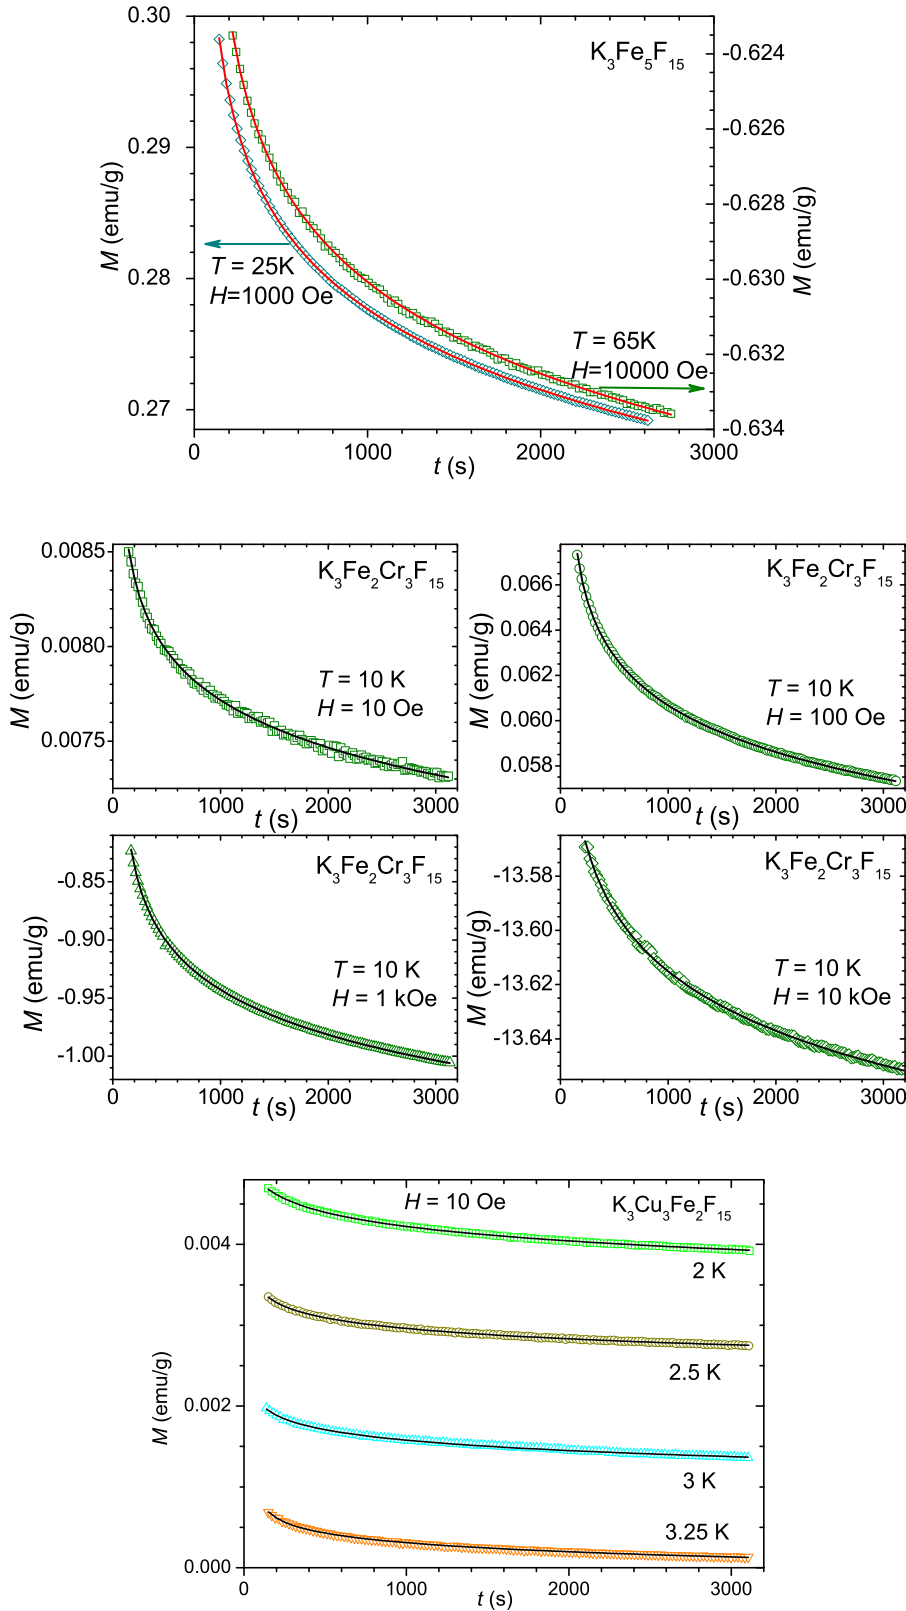 K3Fe5F15
0.30
0.29
0.28
0.27
M (emu/g)
-0.624
-0.626
-0.628
-0.630
-0.632
-0.634
M (emu/g)
T = 25K
H=1000 Oe
T = 65K
H=10000 Oe
0 1000 2000 3000
t (s)
K3Fe2Cr3F15
0.0085
0.0080
0.0075
M (emu/g)
T = 10 K
H = 10 Oe
0 1000 2000 3000
t (s)
K3Fe2Cr3F15
0.066
0.064
0.062
0.060
0.058
M (emu/g)
T = 10 K
H = 100 Oe
0 1000 2000 3000
t (s)
K3Fe2Cr3F15
-0.85
-0.90
-0.95
-1.00
M (emu/g)
T = 10 K
H = 1 kOe
0 1000 2000 3000
t (s)
K3Fe2Cr3F15
-13.58
-13.60
-13.62
-13.64
M (emu/g)
T = 10 K
H = 10 kOe
0 1000 2000 3000
t (s)
H = 10 Oe
K3Cu3Fe2F15
0.004
0.002
0.000
M (emu/g)
2 K
2.5 K
3 K
3.25 K
0 1000 2000 3000
t (s)